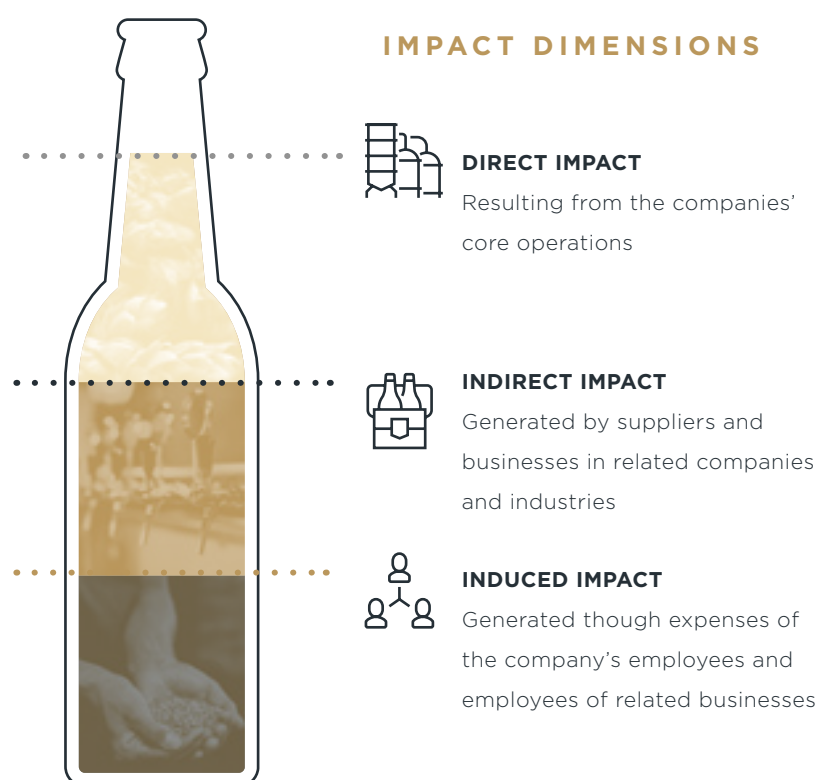 IMPACT DIMENSIONS
DIRECT IMPACT
Resulting from the companies’
core operations
INDIRECT IMPACT
Generated by suppliers and
businesses in related companies
and industries
INDUCED IMPACT
Generated though expenses of
the company’s employees and
employees of related businesses